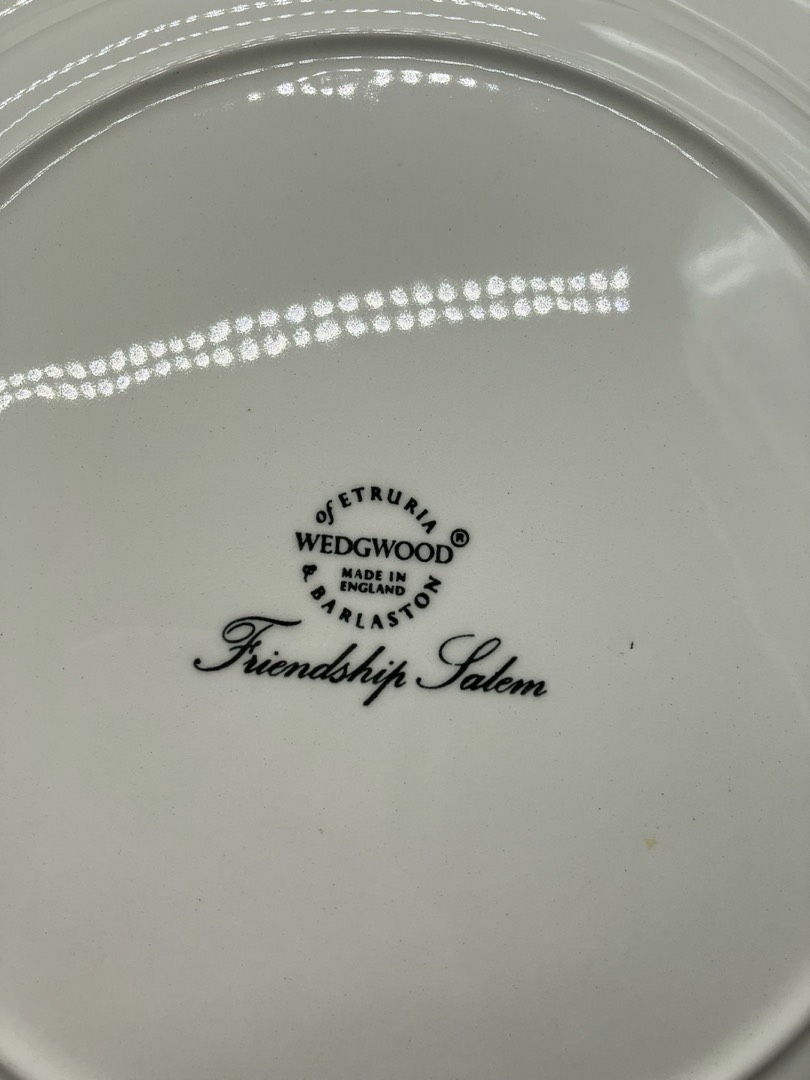 of ETRURIA
WEDGWOOD®
MADE IN
ENGLAND
& BARLASTON
Friendship Salem